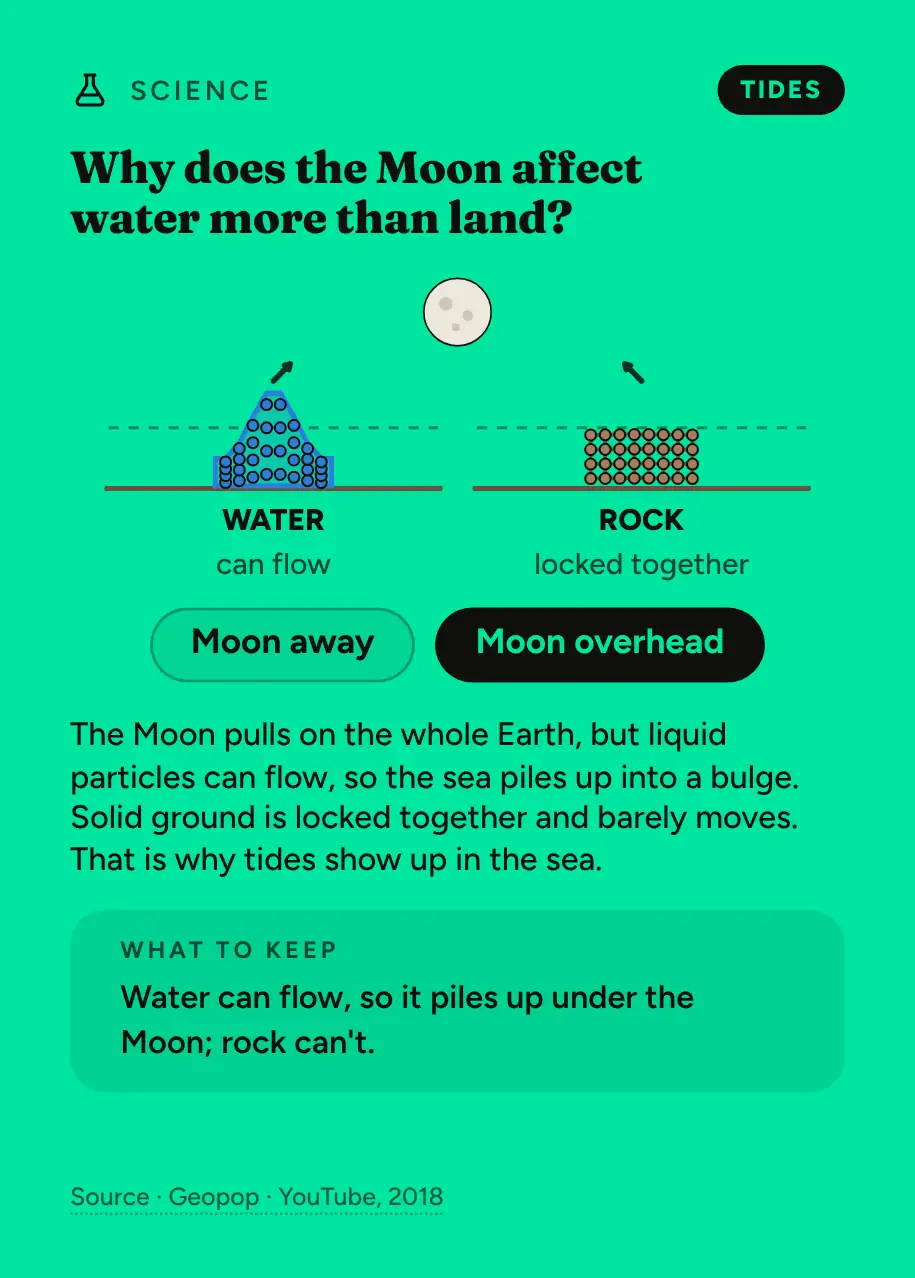 SCIENCE
TIDES
Why does the Moon affect
water more than land?
WATER
can flow
ROCK
locked together
Moon away
Moon overhead
The Moon pulls on the whole Earth, but liquid
particles can flow, so the sea piles up into a bulge.
Solid ground is locked together and barely moves.
That is why tides show up in the sea.
WHAT TO KEEP
Water can flow, so it piles up under the
Moon; rock can't.
Source · Geopop · YouTube, 2018